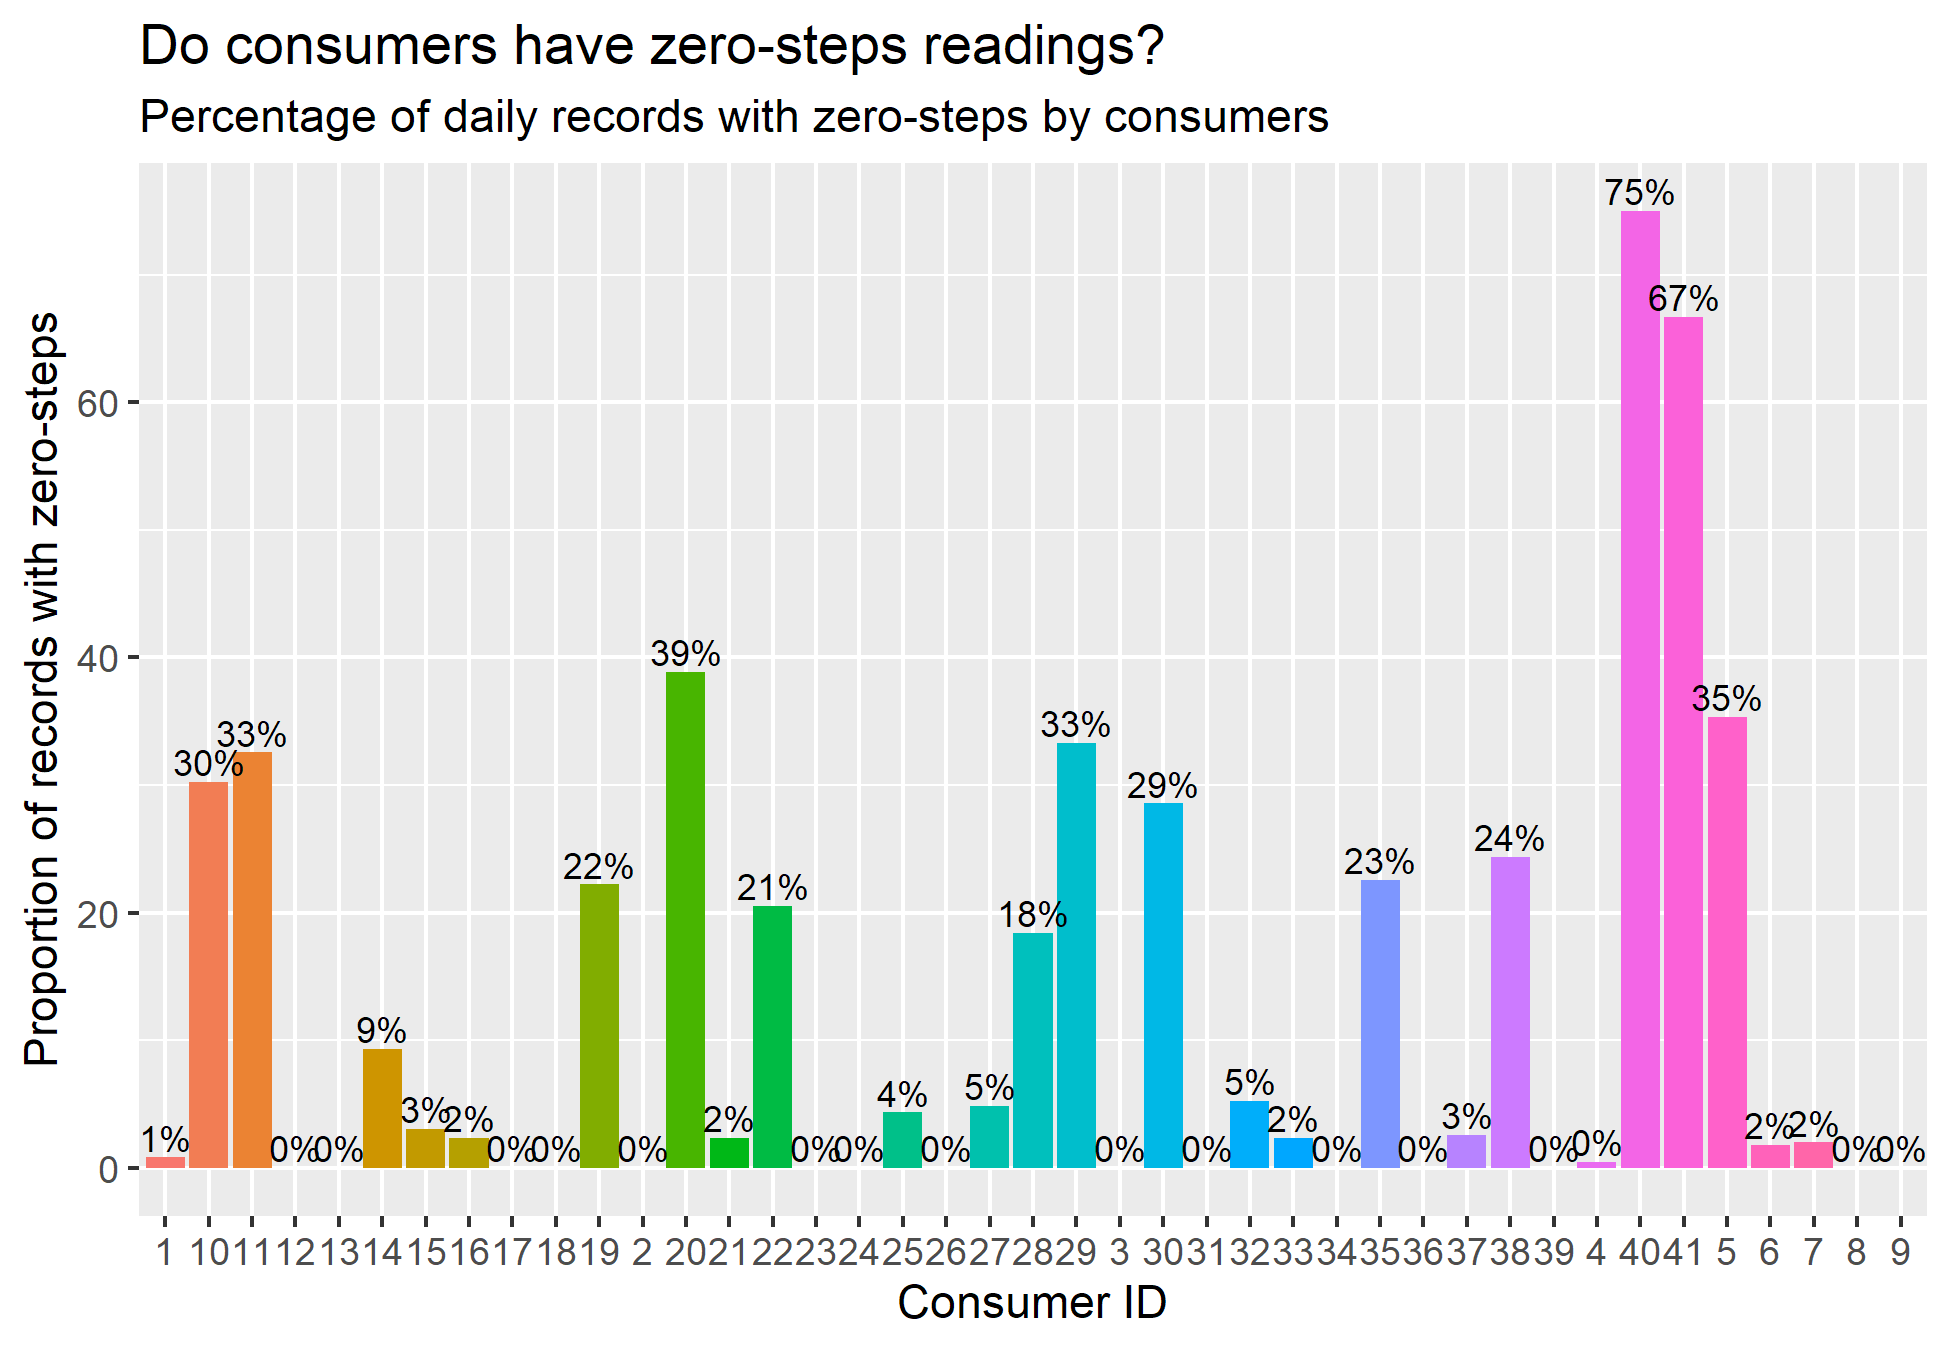 Do consumers have zero-steps readings?
Percentage of daily records with zero-steps by consumers
Proportion of records with zero-steps
60
40
20
0
1% 30% 33% 0% 0% 9% 3% 2% 0% 0% 22% 0% 39% 2% 21% 0% 0% 4% 0% 5% 18% 33% 0% 29% 0% 5% 2% 0% 23% 0% 3% 24% 0% 0% 75% 67% 35% 2% 2% 0% 0%
1 10 11 12 13 14 15 16 17 18 19 2 20 21 22 23 24 25 26 27 28 29 3 30 31 32 33 34 35 36 37 38 39 4 40 41 5 6 7 8 9
Consumer ID